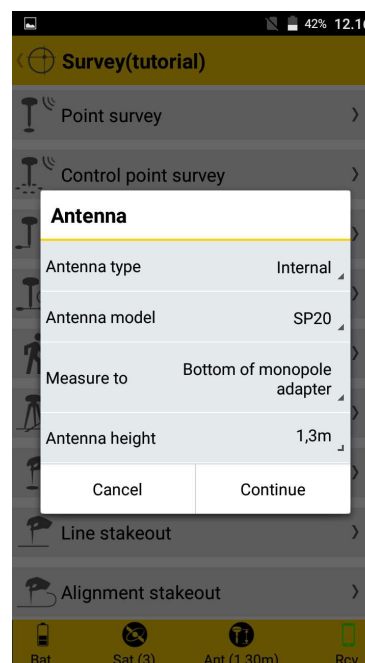 42% 12.16
Survey(tutorial)
Point survey
Control point survey
Antenna
Antenna type Internal
Antenna model SP20
Measure to Bottom of monopole adapter
Antenna height 1,3m
Cancel Continue
Line stakeout
Alignment stakeout
Bat Sat (3) Ant (1.30m) Rcv